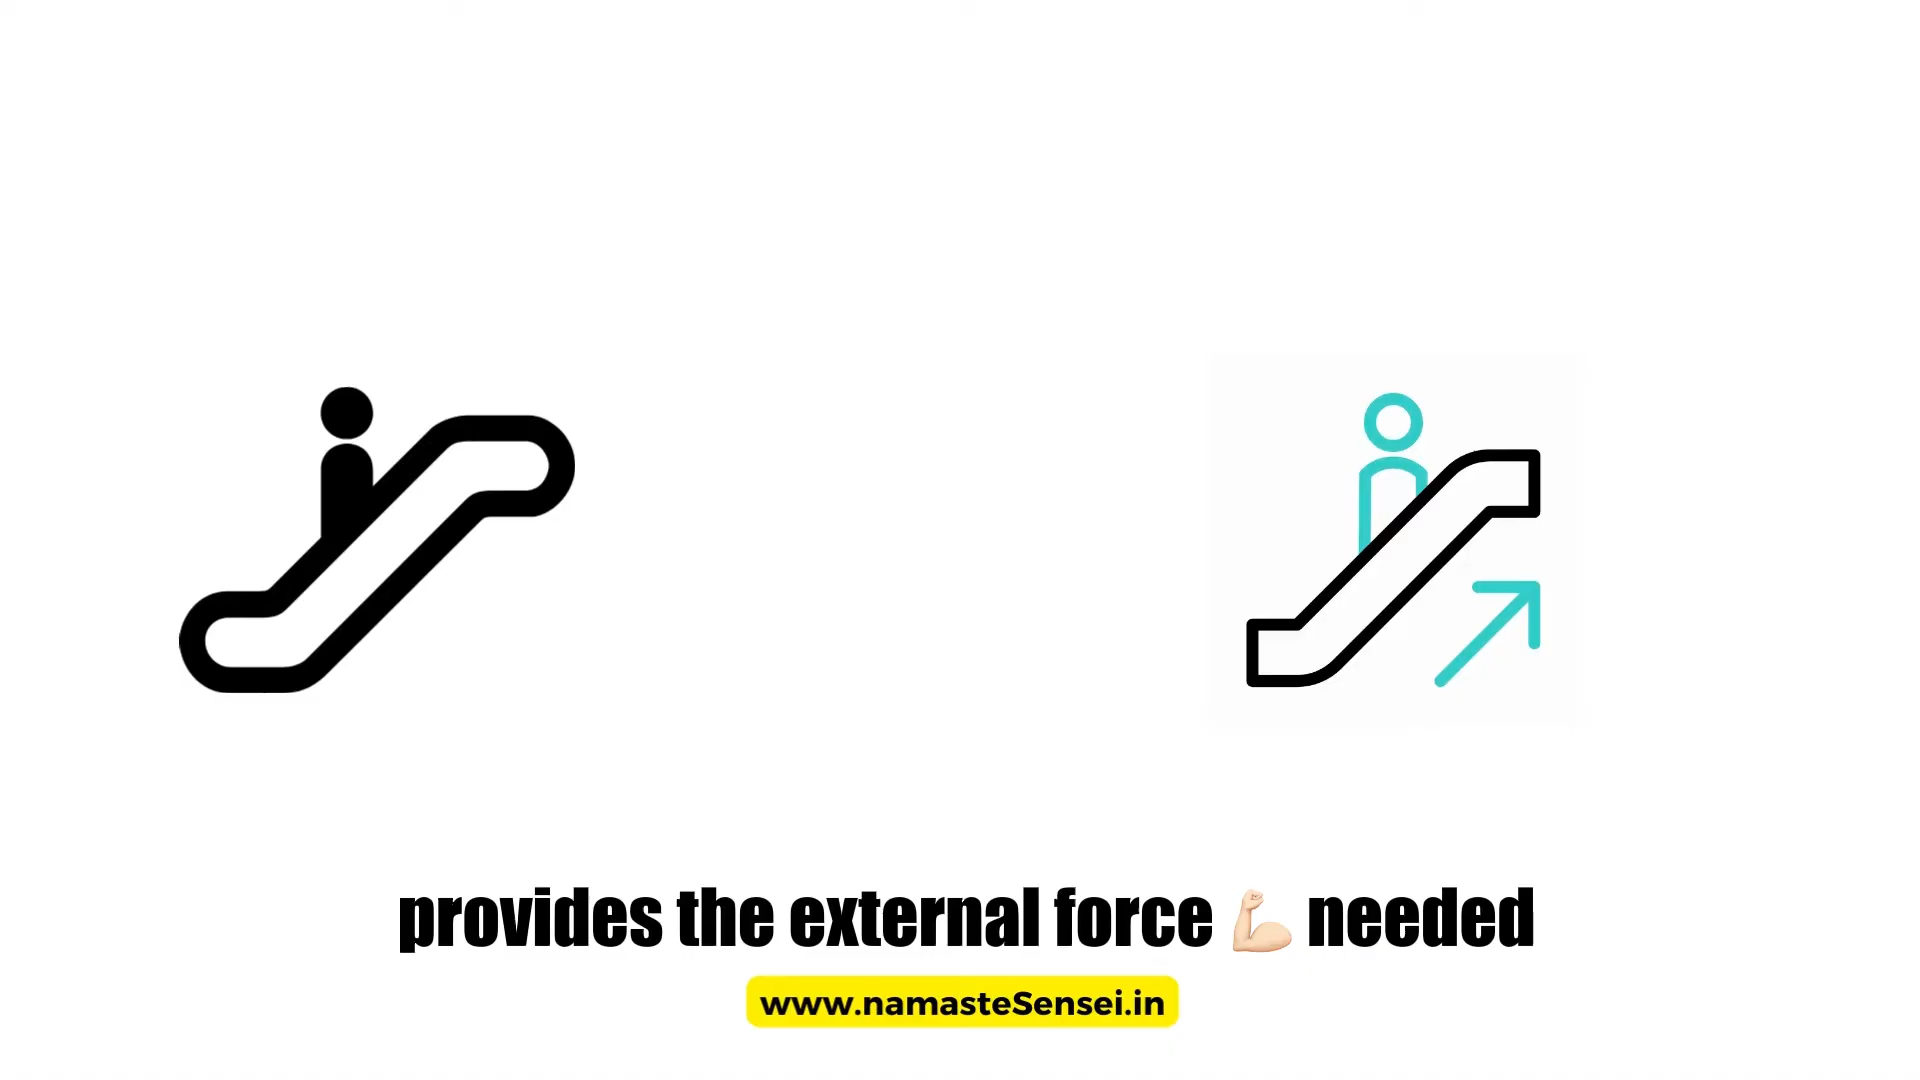 provides the external force 💪🏻 needed
www.namasteSensei.in